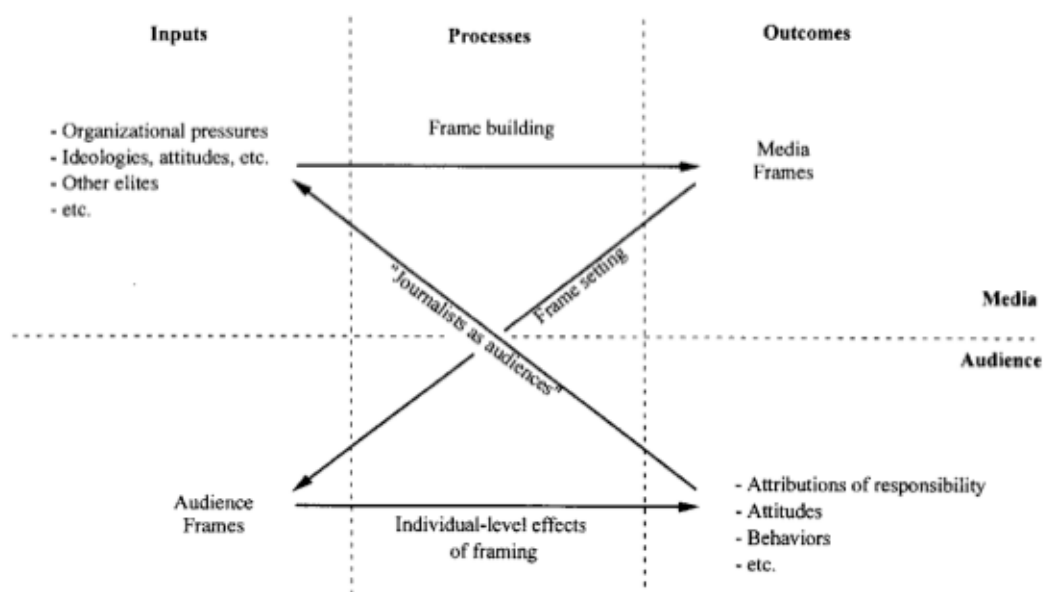 Inputs
Processes
Outcomes
- Organizational pressures
- Ideologies, attitudes, etc.
- Other elites
- etc.
Frame building
Media
Frames
"Journalists as audiences"
Frame setting
Media
Audience
Audience
Frames
Individual-level effects
of framing
- Attributions of responsibility
- Attitudes
- Behaviors
- etc.